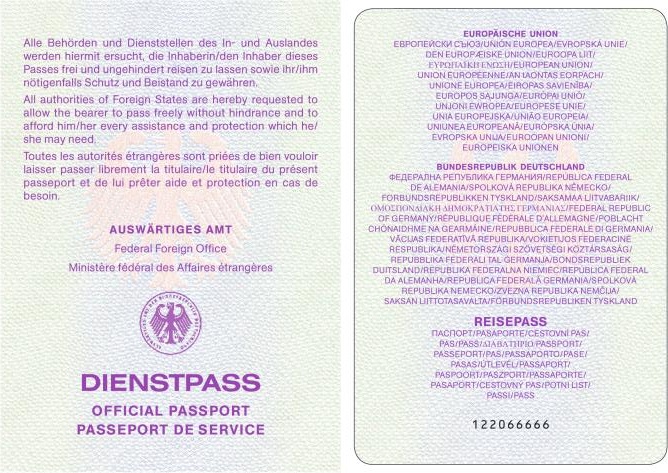 Alle Behörden und Dienststellen des In- und Auslandes
werden hiermit ersucht, die Inhaberin/den Inhaber dieses
Passes frei und ungehindert reisen zu lassen sowie ihr/ihm
nötigenfalls Schutz und Beistand zu gewähren.
All authorities of Foreign States are hereby requested to
allow the bearer to pass freely without hindrance and to
afford him/her every assistance and protection which he/
she may need.
Toutes les autorités étrangères sont priées de bien vouloir
laisser passer librement la titulaire/le titulaire du présent
passeport et de lui prêter aide et protection en cas de
besoin.
AUSWÄRTIGES AMT
Federal Foreign Office
Ministère fédéral des Affaires étrangères
DIENSTPASS
OFFICIAL PASSPORT
PASSEPORT DE SERVICE
EUROPÄISCHE UNION
ЕВРОПЕЙСКИ СЪЮЗ/UNIÓN EUROPEA/EVROPSKÁ UNIE/
DEN EUROPÆISKE UNION/EUROOPA LIIT/
ΕΥΡΩΠΑΪΚΗ ΕΝΩΣΗ/EUROPEAN UNION/
UNION EUROPÉENNE/AN tAONTAS EORPACH/
UNIONE EUROPEA/EIROPAS SAVIENĪBA/
EUROPOS SĄJUNGA/EURÓPAI UNIÓ/
UNJONI EWROPEA/EUROPESE UNIE/
UNIA EUROPEJSKA/UNIÃO EUROPEIA/
UNIUNEA EUROPEANĂ/EURÓPSKA ÚNIA/
EVROPSKA UNIJA/EUROOPAN UNIONI/
EUROPEISKA UNIONEN
BUNDESREPUBLIK DEUTSCHLAND
ФЕДЕРАЛНА РЕПУБЛИКА ГЕРМАНИЯ/REPÚBLICA FEDERAL
DE ALEMANIA/SPOLKOVÁ REPUBLIKA NĚMECKO/
FORBUNDSREPUBLIKKEN TYSKLAND/SAKSAMAA LIITVABARIIK/
ΟΜΟΣΠΟΝΔΙΑΚΗ ΔΗΜΟΚΡΑΤΙΑ ΤΗΣ ΓΕΡΜΑΝΙΑΣ/FEDERAL REPUBLIC
OF GERMANY/RÉPUBLIQUE FÉDÉRALE D'ALLEMAGNE/POBLACHT
CHÓNAIDHME NA GEARMÁINE/REPUBBLICA FEDERALE DI GERMANIA/
VĀCIJAS FEDERATĪVĀ REPUBLIKA/VOKIETIJOS FEDERACINĖ
RESPUBLIKA/NÉMETORSZÁGI SZÖVETSÉGI KÖZTÁRSASÁG/
REPUBBLIKA FEDERALI TAL-ĠERMANJA/BONDSREPUBLIEK
DUITSLAND/REPUBLIKA FEDERALNA NIEMIEC/REPÚBLICA FEDERAL
DA ALEMANHA/REPUBLICA FEDERALĂ GERMANIA/SPOLKOVÁ
REPUBLIKA NEMECKO/ZVEZNA REPUBLIKA NEMČIJA/
SAKSAN LIITTOTASAVALTA/FÖRBUNDSREPUBLIKEN TYSKLAND
REISEPASS
ПАСПОРТ/PASAPORTE/CESTOVNÍ PAS/
PAS/PASS/ΔΙΑΒΑΤΗΡΙΟ/PASSPORT/
PASSEPORT/PAS/PASSAPORTO/PASE/
PASAS/ÚTLEVÉL/PASSAPORT/
PASPOORT/PASZPORT/PASSAPORTE/
PAȘAPORT/CESTOVNÝ PAS/POTNI LIST/
PASSI/PASS
122066666